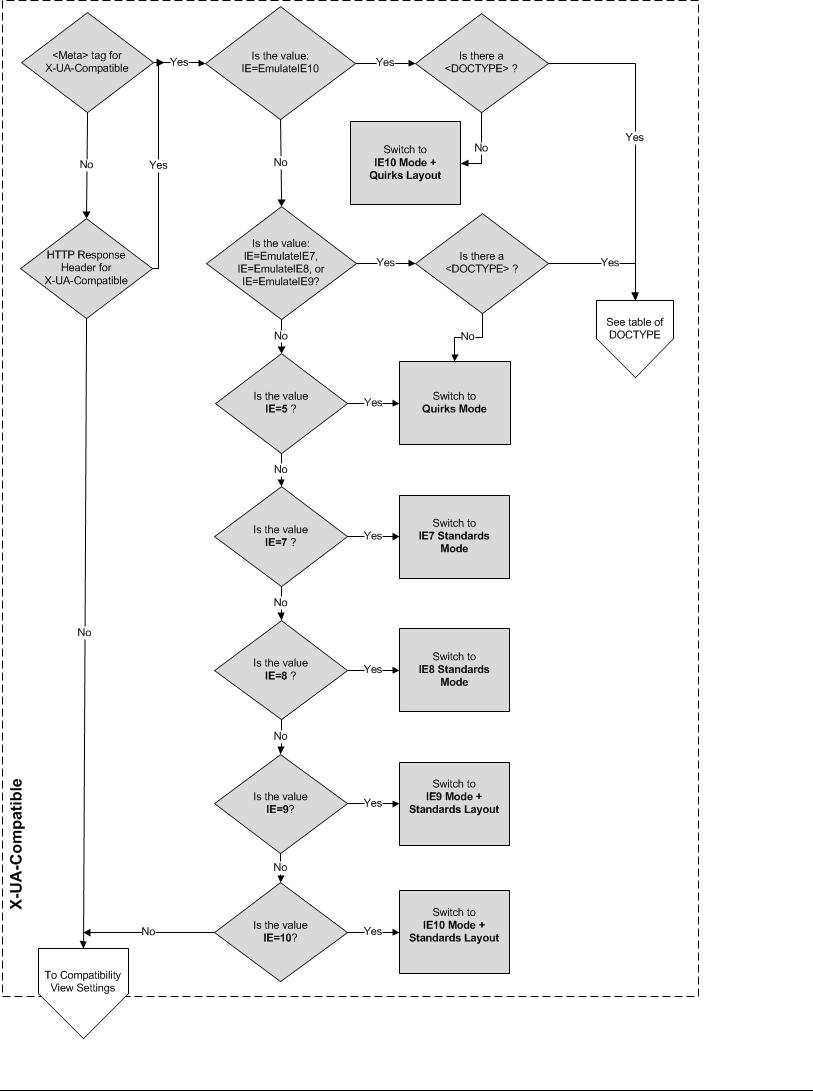 <Meta> tag for
X-UA-Compatible
Yes
Is the value:
IE=EmulateIE10
Yes
Is there a
<DOCTYPE> ?
No
Yes
No
No
Yes
Switch to
IE10 Mode +
Quirks Layout
HTTP Response
Header for
X-UA-Compatible
Is the value:
IE=EmulateIE7,
IE=EmulateIE8, or
IE=EmulateIE9?
Yes
Is there a
<DOCTYPE> ?
Yes
See table of
DOCTYPE
No
No
Is the value
IE=5 ?
Yes
Switch to
Quirks Mode
No
Is the value
IE=7 ?
Yes
Switch to
IE7 Standards
Mode
No
No
Is the value
IE=8 ?
Yes
Switch to
IE8 Standards
Mode
No
Is the value
IE=9?
Yes
Switch to
IE9 Mode +
Standards Layout
X-UA-Compatible
No
Is the value
IE=10?
Yes
Switch to
IE10 Mode +
Standards Layout
No
To Compatibility
View Settings